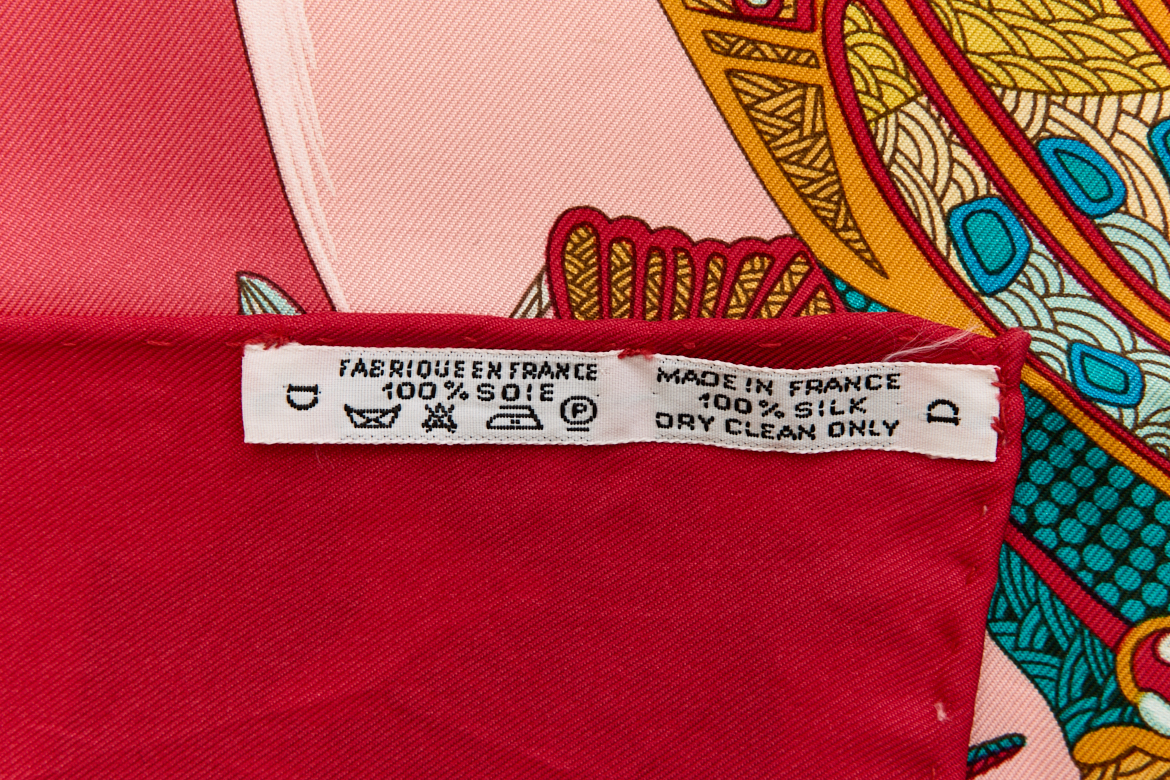 D
FABRIQUE EN FRANCE
100% SOIE
P
MADE IN FRANCE
100% SILK
DRY CLEAN ONLY
D